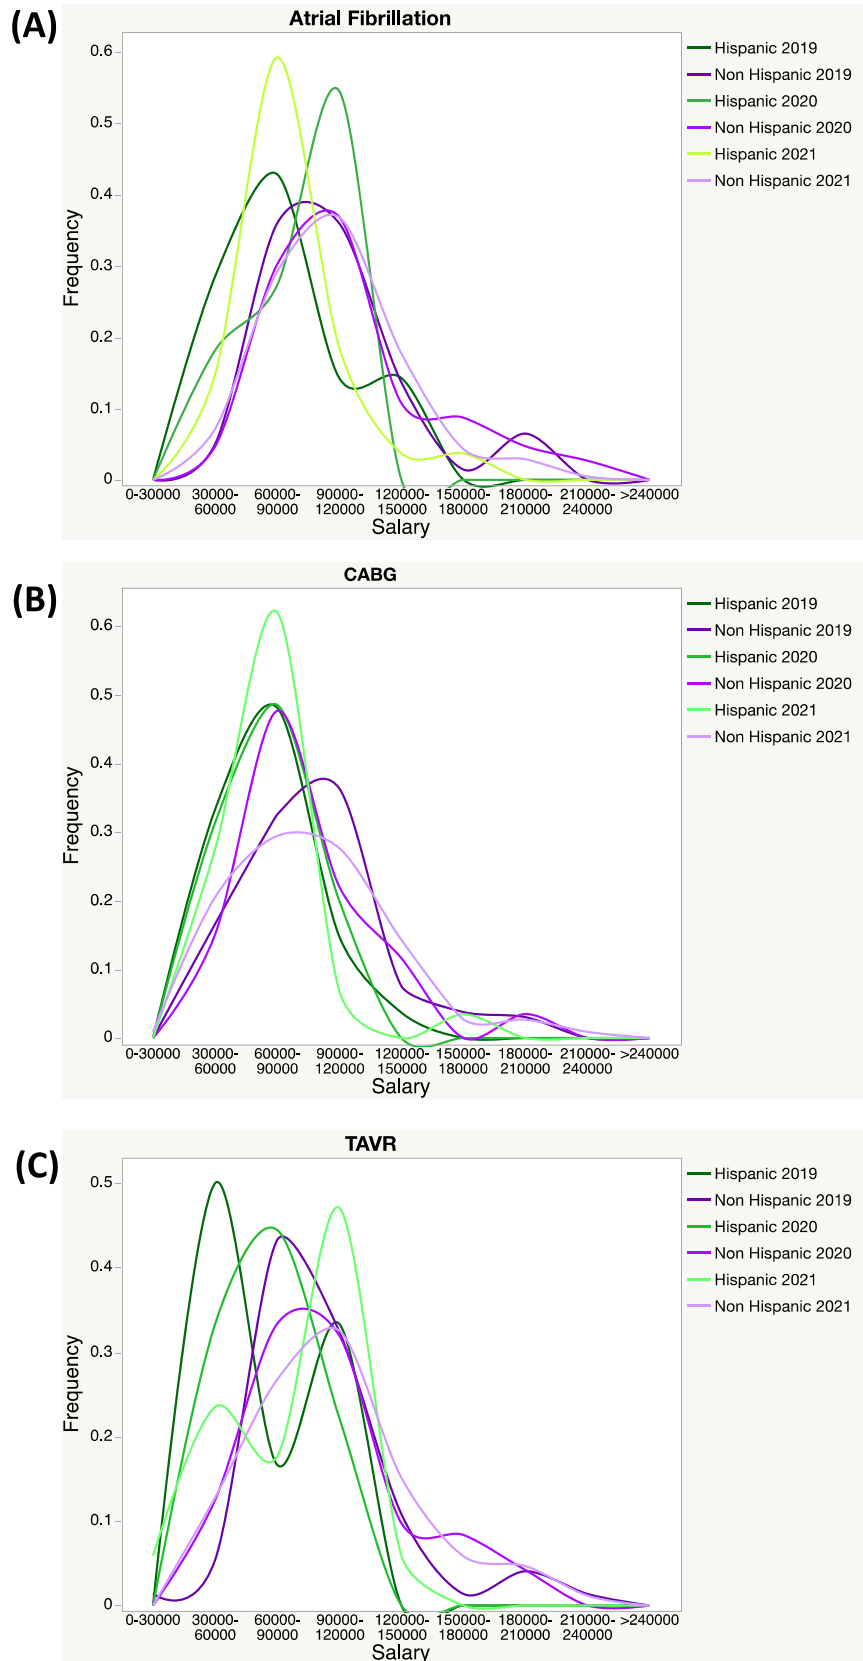 (A)
Atrial Fibrillation
Frequency
0.6
0.5
0.4
0.3
0.2
0.1
0
0-30000 30000- 60000- 90000- 120000- 150000- 180000- 210000- >240000
60000 90000 120000 150000 180000 210000 240000
Salary
Hispanic 2019
Non Hispanic 2019
Hispanic 2020
Non Hispanic 2020
Hispanic 2021
Non Hispanic 2021
(B)
CABG
Frequency
0.6
0.5
0.4
0.3
0.2
0.1
0
0-30000 30000- 60000- 90000- 120000- 150000- 180000- 210000- >240000
60000 90000 120000 150000 180000 210000 240000
Salary
Hispanic 2019
Non Hispanic 2019
Hispanic 2020
Non Hispanic 2020
Hispanic 2021
Non Hispanic 2021
(C)
TAVR
Frequency
0.5
0.4
0.3
0.2
0.1
0
0-30000 30000- 60000- 90000- 120000- 150000- 180000- 210000- >240000
60000 90000 120000 150000 180000 210000 240000
Salary
Hispanic 2019
Non Hispanic 2019
Hispanic 2020
Non Hispanic 2020
Hispanic 2021
Non Hispanic 2021